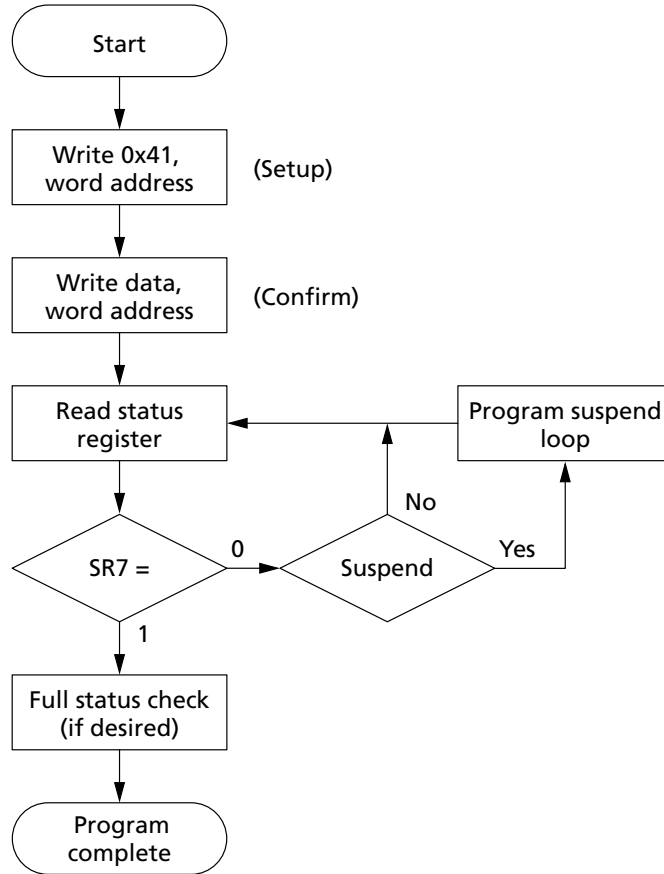 Start
Write 0x41,
word address
(Setup)
Write data,
word address
(Confirm)
Read status
register
Program suspend
loop
No
SR7 =
0
Suspend
Yes
1
Full status check
(if desired)
Program
complete